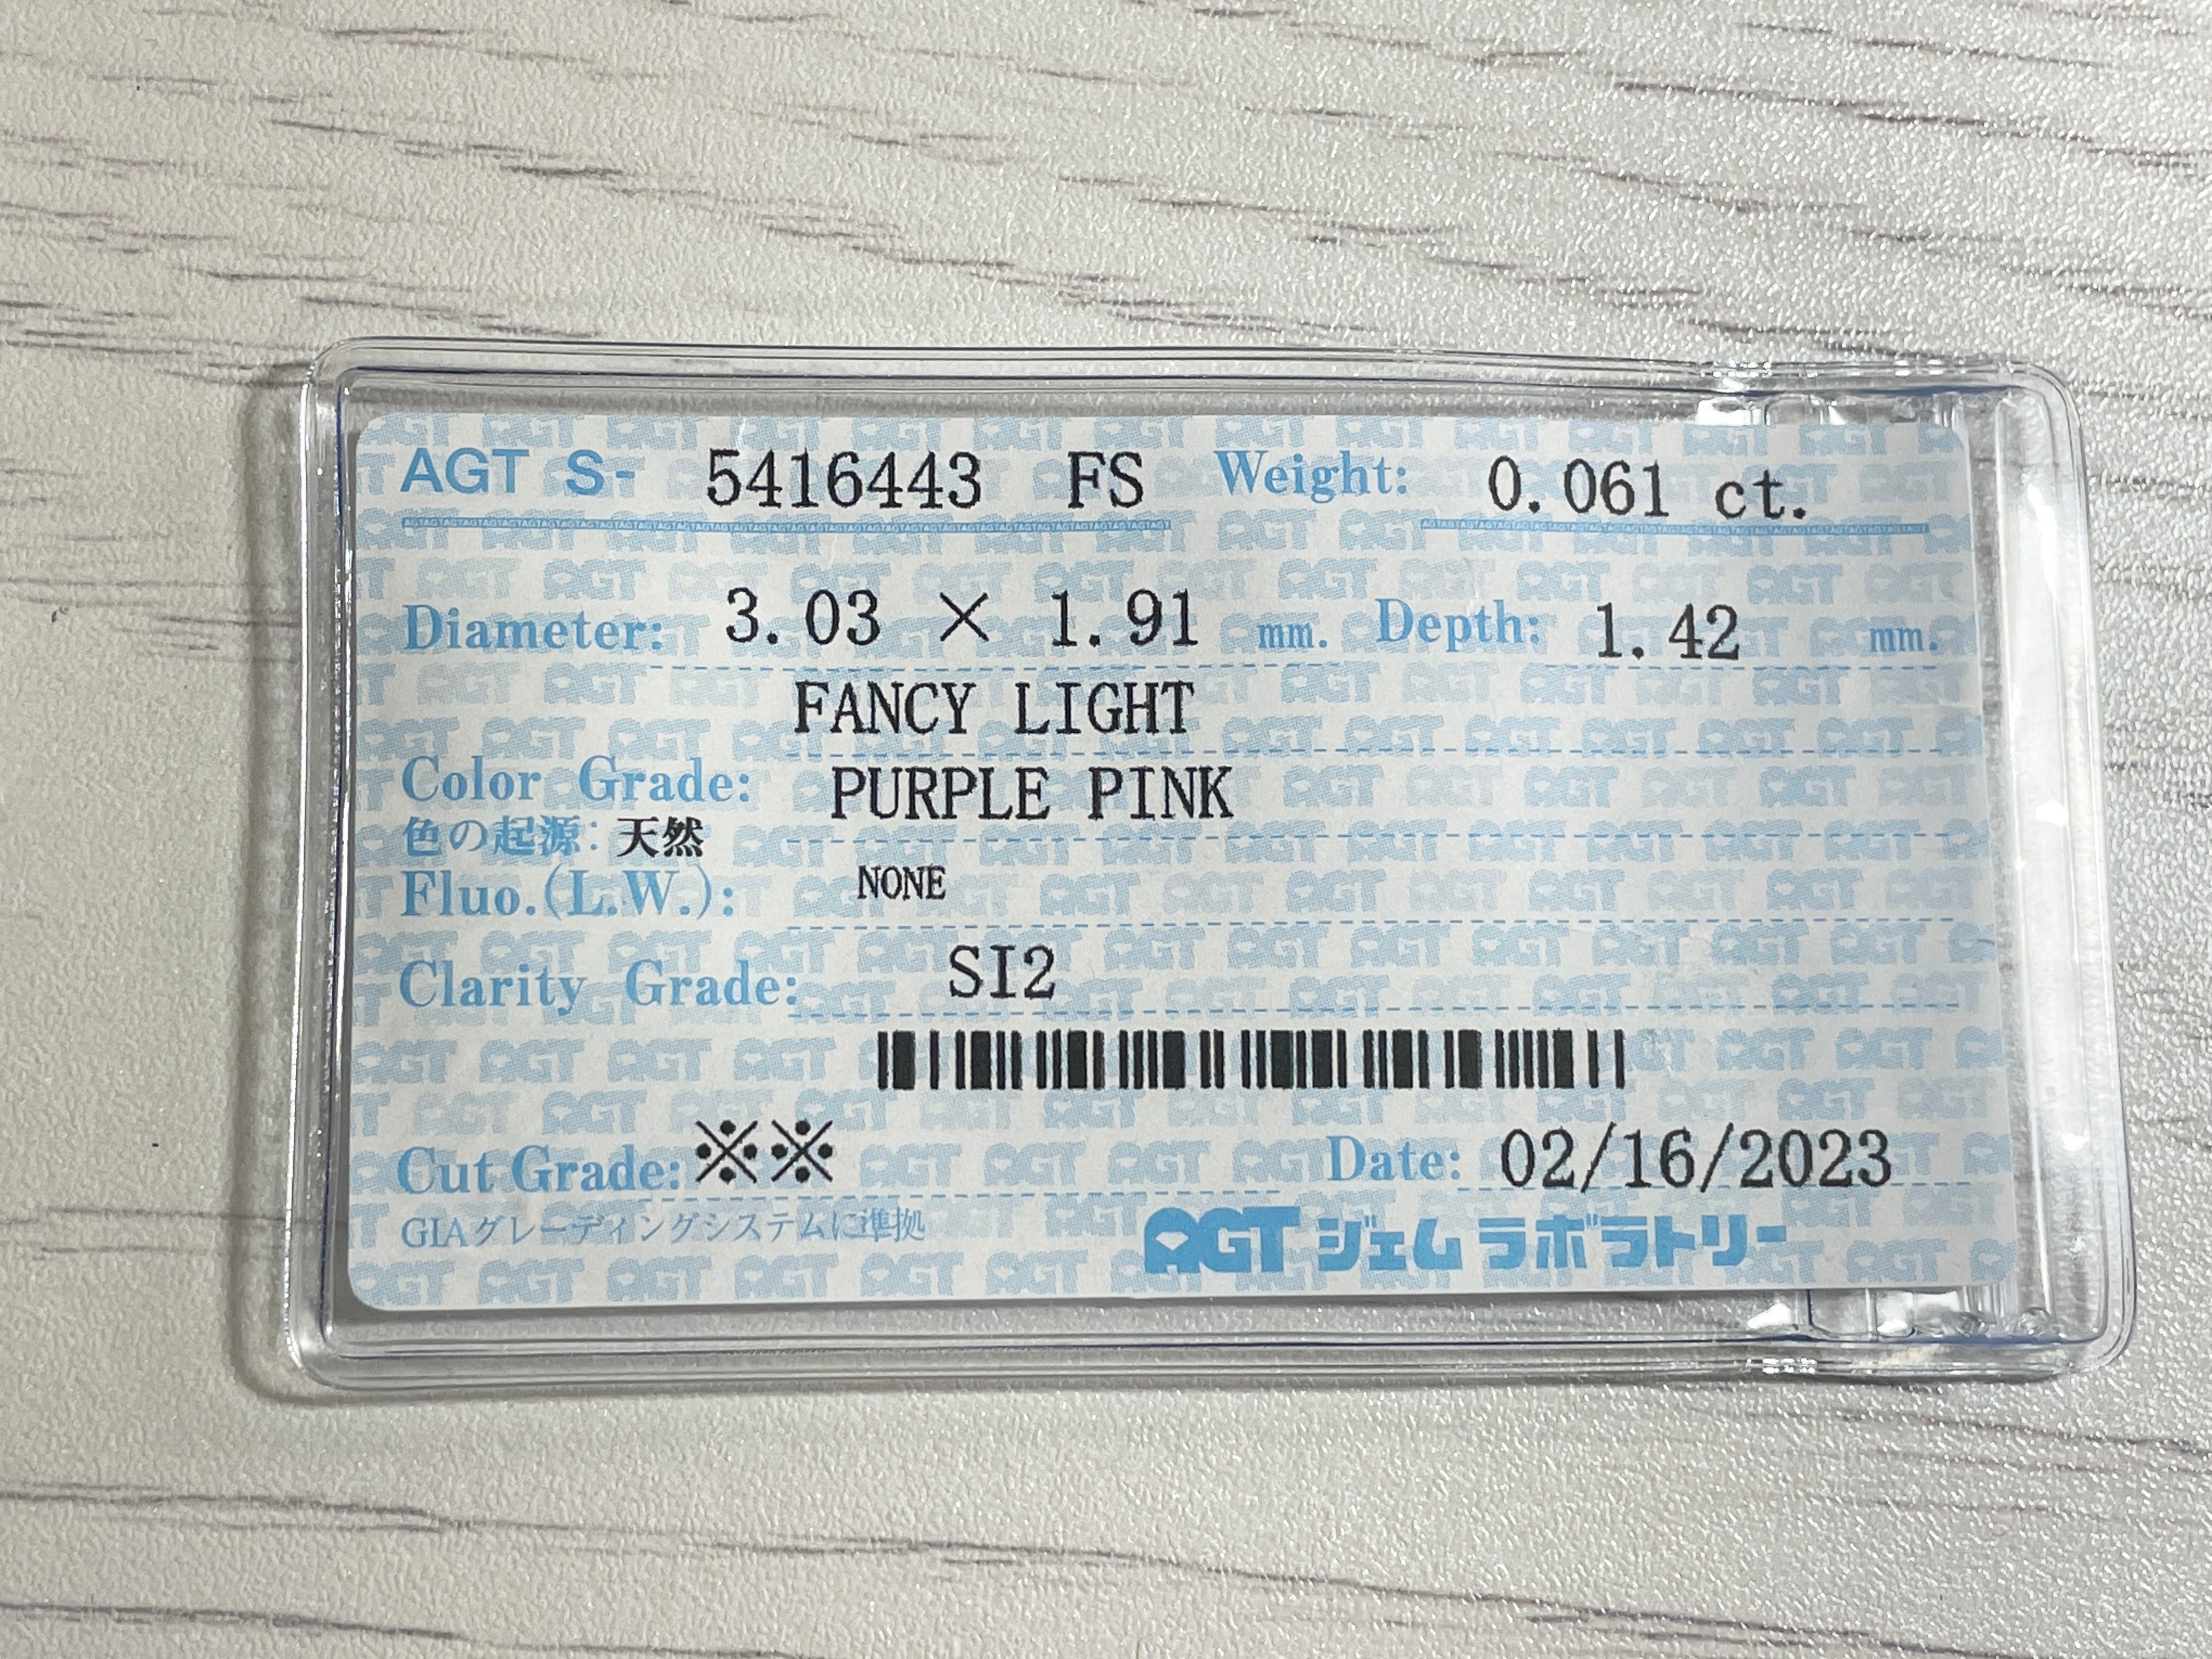 AGT S- 5416443 FS Weight: 0.061 ct.
Diameter: 3.03 × 1.91 mm. Depth: 1.42 mm.
FANCY LIGHT
Color Grade: PURPLE PINK
色の起源: 天然
Fluo.(L.W.): NONE
Clarity Grade: SI2
Cut Grade: ※※ Date: 02/16/2023
GIAグレーディングシステムに準拠 AGT ジェム ラボラトリー